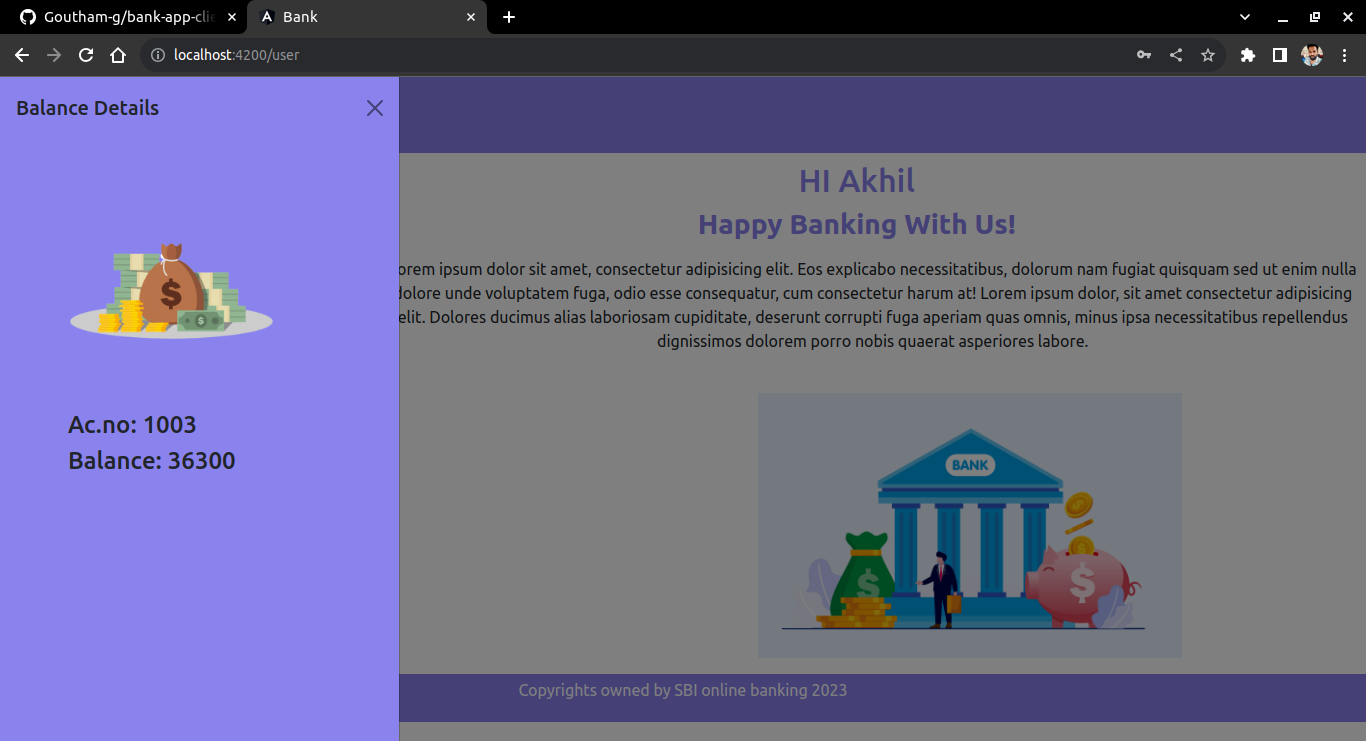 Goutham-g/bank-app-clie
Bank
localhost:4200/user
Balance Details
$
$
Ac.no: 1003
Balance: 36300
HI Akhil
Happy Banking With Us!
orem ipsum dolor sit amet, consectetur adipisicing elit. Eos explicabo necessitatibus, dolorum nam fugiat quisquam sed ut enim nulla
dolore unde voluptatem fuga, odio esse consequatur, cum consectetur harum at! Lorem ipsum dolor, sit amet consectetur adipisicing
elit. Dolores ducimus alias laboriosam cupiditate, deserunt corrupti fuga aperiam quas omnis, minus ipsa necessitatibus repellendus
dignissimos dolorem porro nobis quaerat asperiores labore.
BANK
$
$
Copyrights owned by SBI online banking 2023